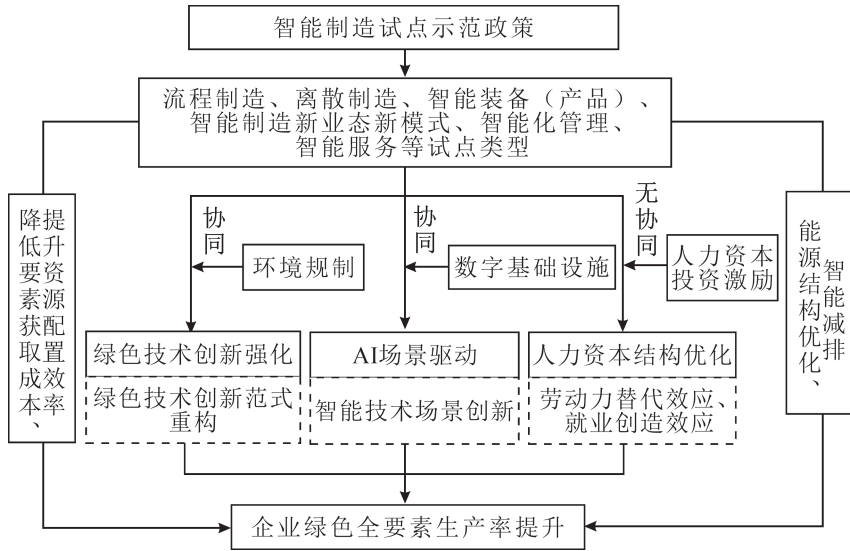 智能制造试点示范政策
流程制造、离散制造、智能装备（产品）、
智能制造新业态新模式、智能化管理、
智能服务等试点类型
降低要素获取成本、
提升资源配置效率
协同
环境规制
协同
数字基础设施
无协同
人力资本
投资激励
能源结构优化、
智能减排
绿色技术创新强化
AI场景驱动
人力资本结构优化
绿色技术创新范式
重构
智能技术场景创新
劳动力替代效应、
就业创造效应
企业绿色全要素生产率提升